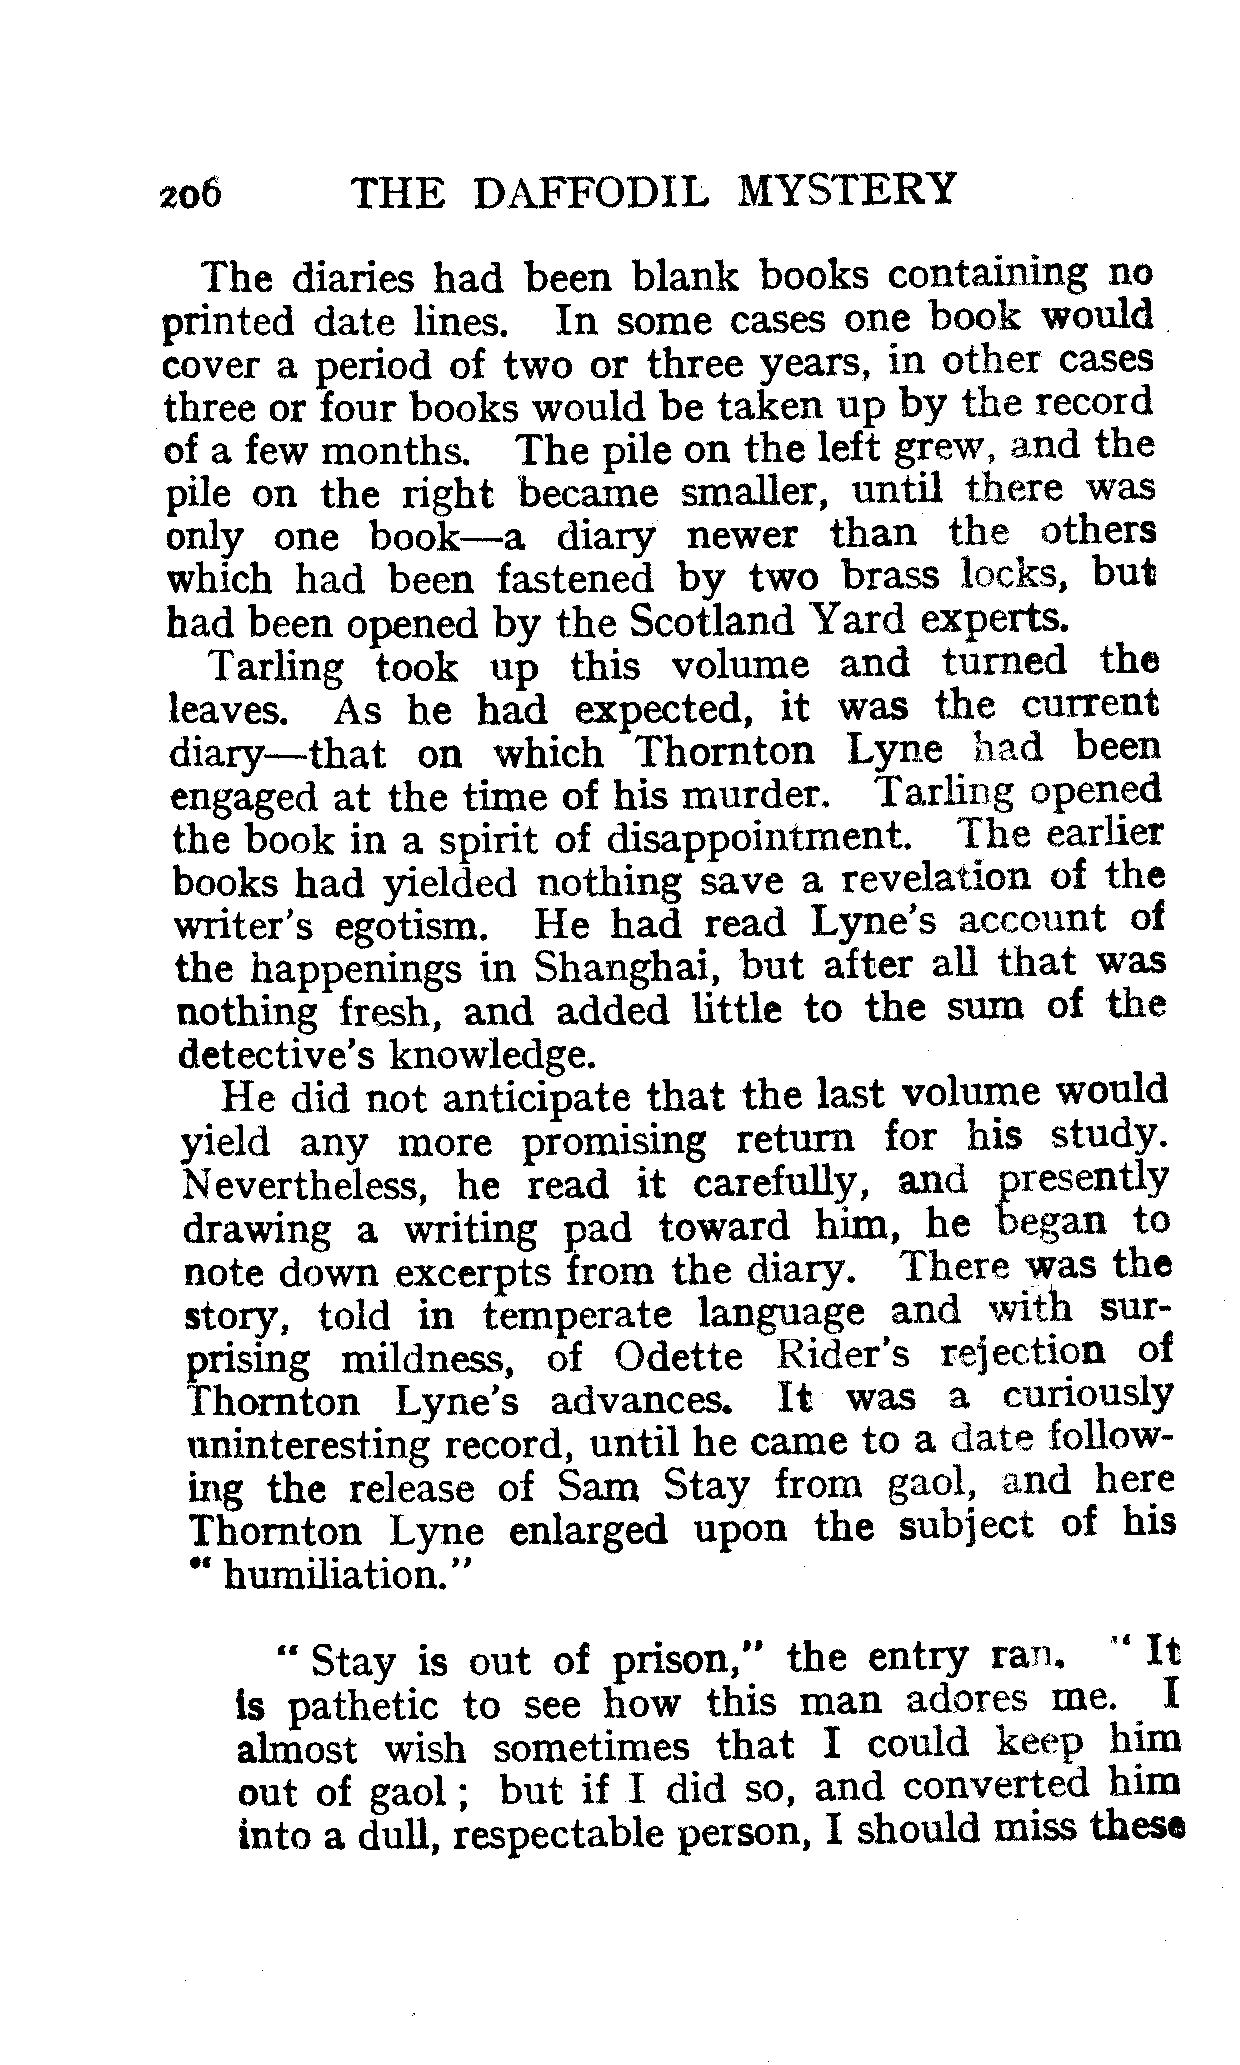 206 THE DAFFODIL MYSTERY
The diaries had been blank books containing no
printed date lines. In some cases one book would
cover a period of two or three years, in other cases
three or four books would be taken up by the record
of a few months. The pile on the left grew, and the
pile on the right became smaller, until there was
only one book—a diary newer than the others
which had been fastened by two brass locks, but
had been opened by the Scotland Yard experts.
Tarling took up this volume and turned the
leaves. As he had expected, it was the current
diary—that on which Thornton Lyne had been
engaged at the time of his murder. Tarling opened
the book in a spirit of disappointment. The earlier
books had yielded nothing save a revelation of the
writer's egotism. He had read Lyne's account of
the happenings in Shanghai, but after all that was
nothing fresh, and added little to the sum of the
detective's knowledge.
He did not anticipate that the last volume would
yield any more promising return for his study.
Nevertheless, he read it carefully, and presently
drawing a writing pad toward him, he began to
note down excerpts from the diary. There was the
story, told in temperate language and with sur-
prising mildness, of Odette Rider's rejection of
Thornton Lyne's advances. It was a curiously
uninteresting record, until he came to a date follow-
ing the release of Sam Stay from gaol, and here
Thornton Lyne enlarged upon the subject of his
" humiliation."
" Stay is out of prison," the entry ran. " It
is pathetic to see how this man adores me. I
almost wish sometimes that I could keep him
out of gaol ; but if I did so, and converted him
into a dull, respectable person, I should miss these